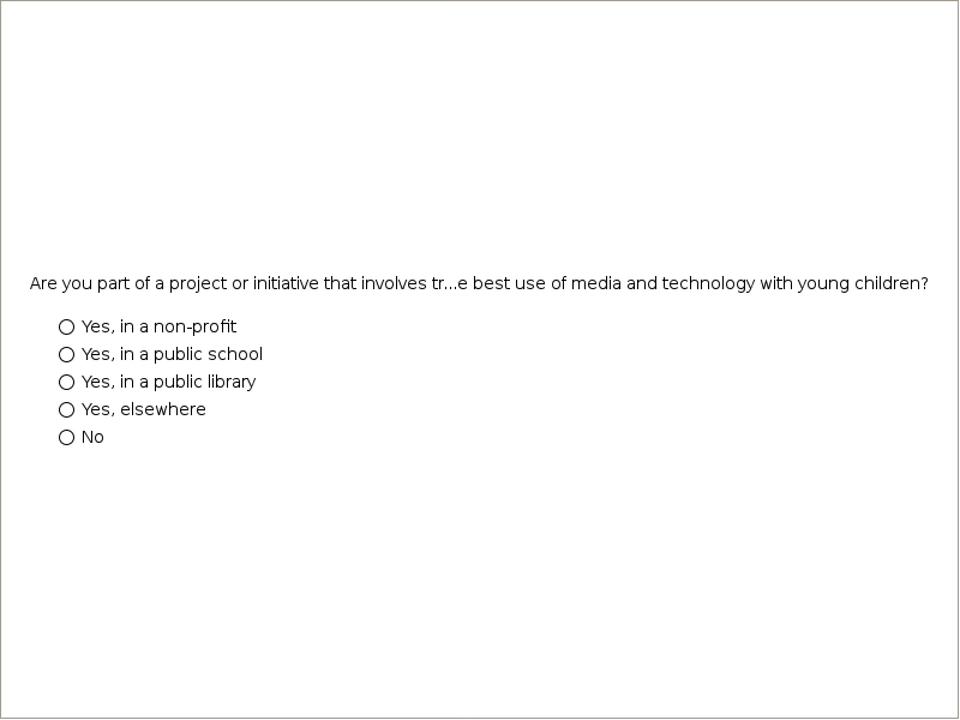 Are you part of a project or initiative that involves tr...e best use of media and technology with young children?
Yes, in a non-profit
Yes, in a public school
Yes, in a public library
Yes, elsewhere
No